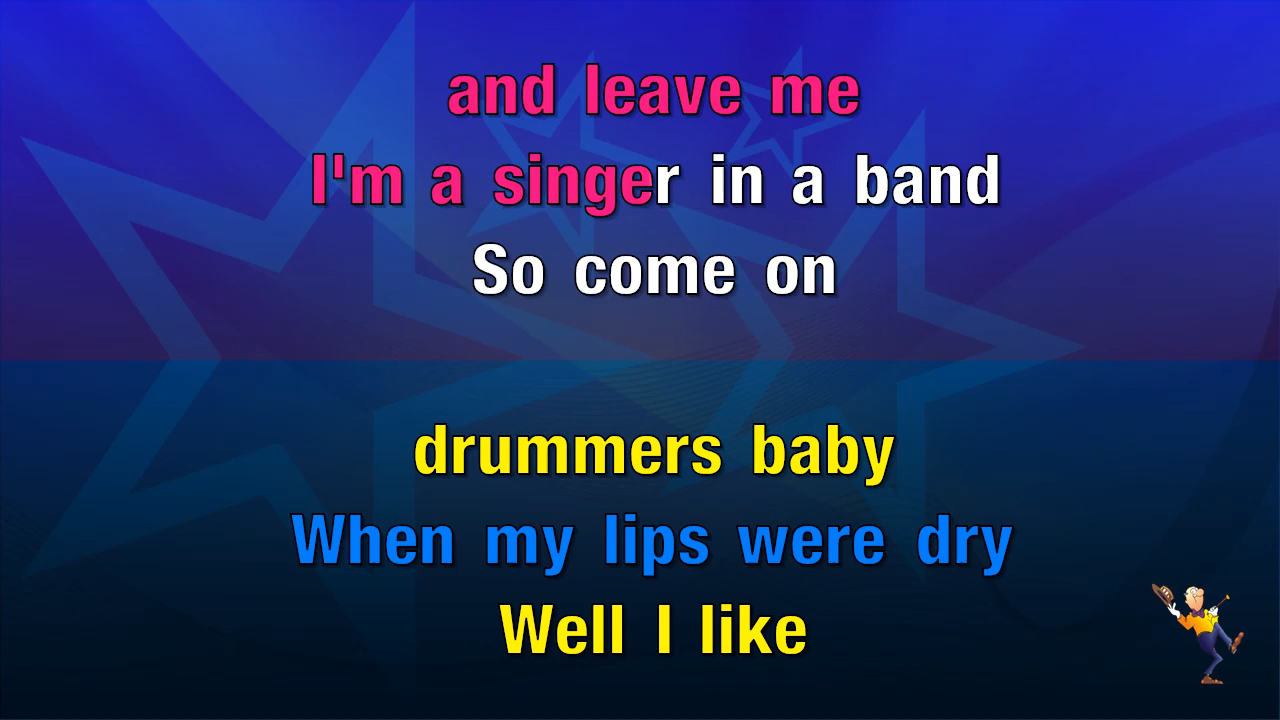 and leave me
I'm a singer in a band
So come on
drummers baby
When my lips were dry
Well I like